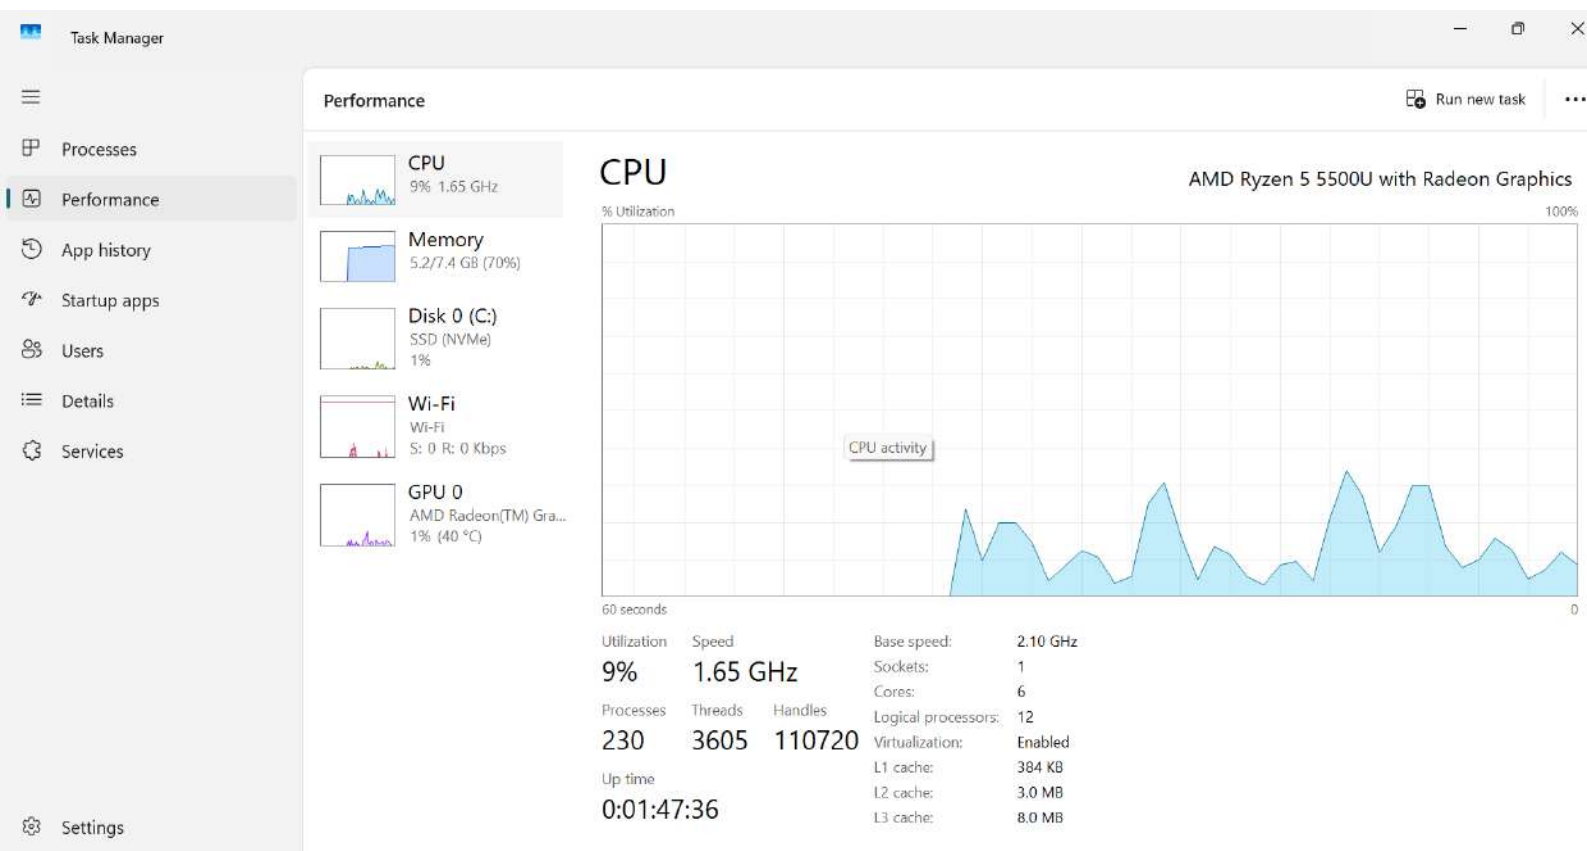 Task Manager
Performance
Run new task
Processes
Performance
App history
Startup apps
Users
Details
Services
Settings
CPU
9% 1.65 GHz
Memory
5.2/7.4 GB (70%)
Disk 0 (C:)
SSD (NVMe)
1%
Wi-Fi
Wi-Fi
S: 0 R: 0 Kbps
GPU 0
AMD Radeon(TM) Gra...
1% (40 °C)
CPU
AMD Ryzen 5 5500U with Radeon Graphics
% Utilization 100%
CPU activity
60 seconds 0
Utilization Speed
9% 1.65 GHz
Processes Threads Handles
230 3605 110720
Up time
0:01:47:36
Base speed: 2.10 GHz
Sockets: 1
Cores: 6
Logical processors: 12
Virtualization: Enabled
L1 cache: 384 KB
L2 cache: 3.0 MB
L3 cache: 8.0 MB